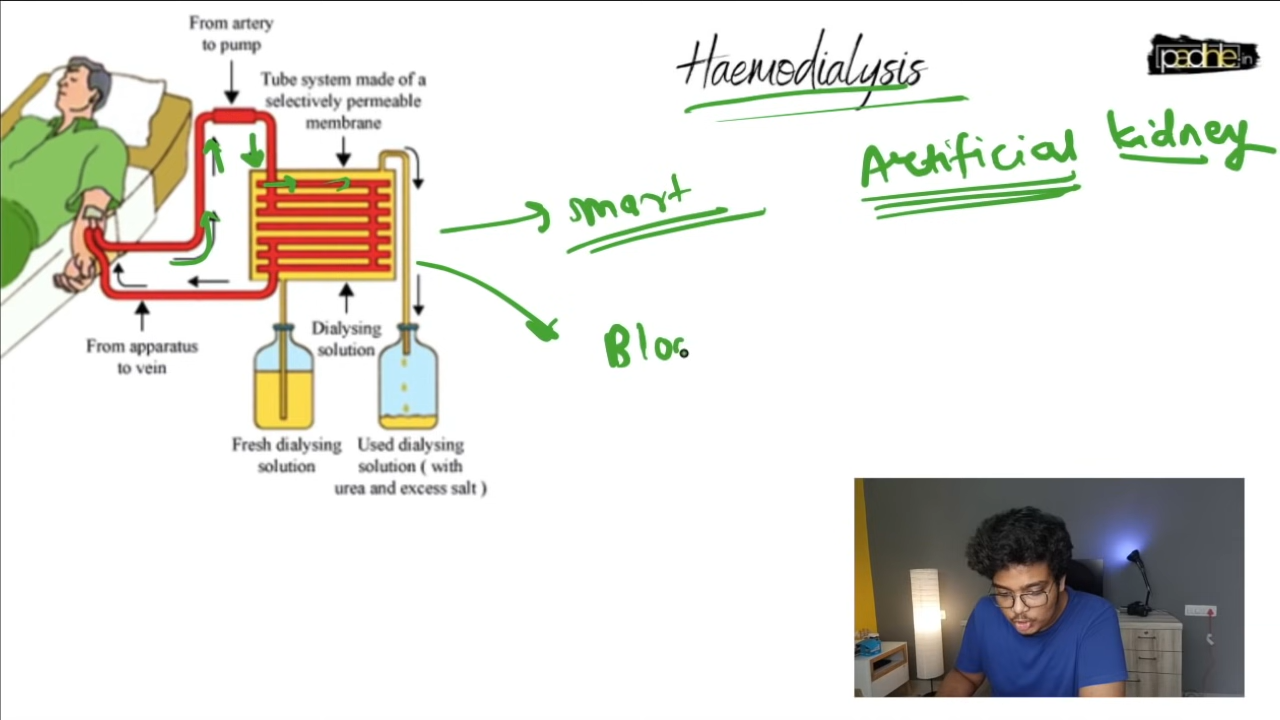 From artery
to pump
Tube system made of a
selectively permeable
membrane
Haemodialysis
padhle.in
Artificial kidney
smart
Bloo
From apparatus
to vein
Dialysing
solution
Fresh dialysing
solution
Used dialysing
solution ( with
urea and excess salt )